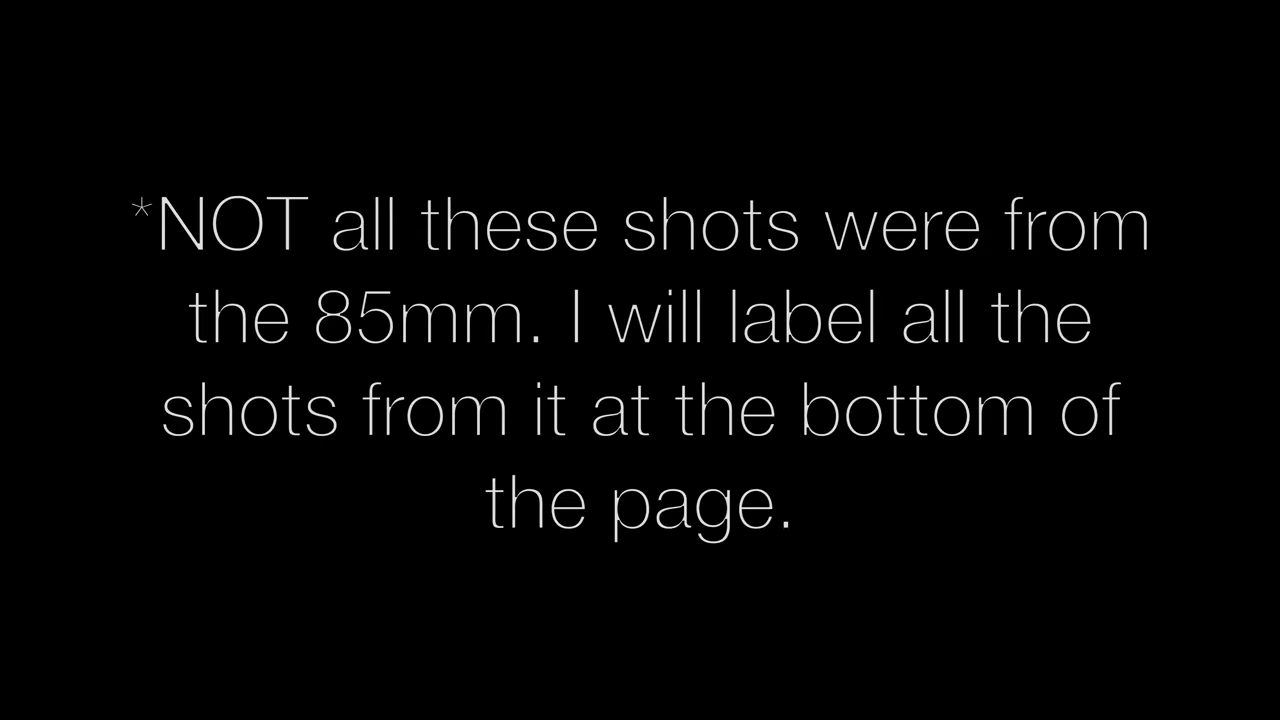 *NOT all these shots were from
the 85mm. I will label all the
shots from it at the bottom of
the page.